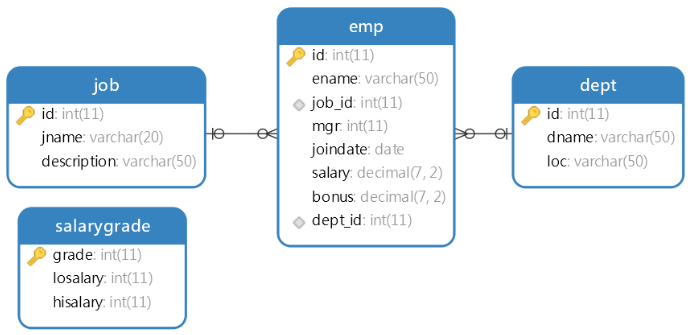 job
id: int(11)
jname: varchar(20)
description: varchar(50)
salarygrade
grade: int(11)
losalary: int(11)
hisalary: int(11)
emp
id: int(11)
ename: varchar(50)
job_id: int(11)
mgr: int(11)
joindate: date
salary: decimal(7, 2)
bonus: decimal(7, 2)
dept_id: int(11)
dept
id: int(11)
dname: varchar(50)
loc: varchar(50)